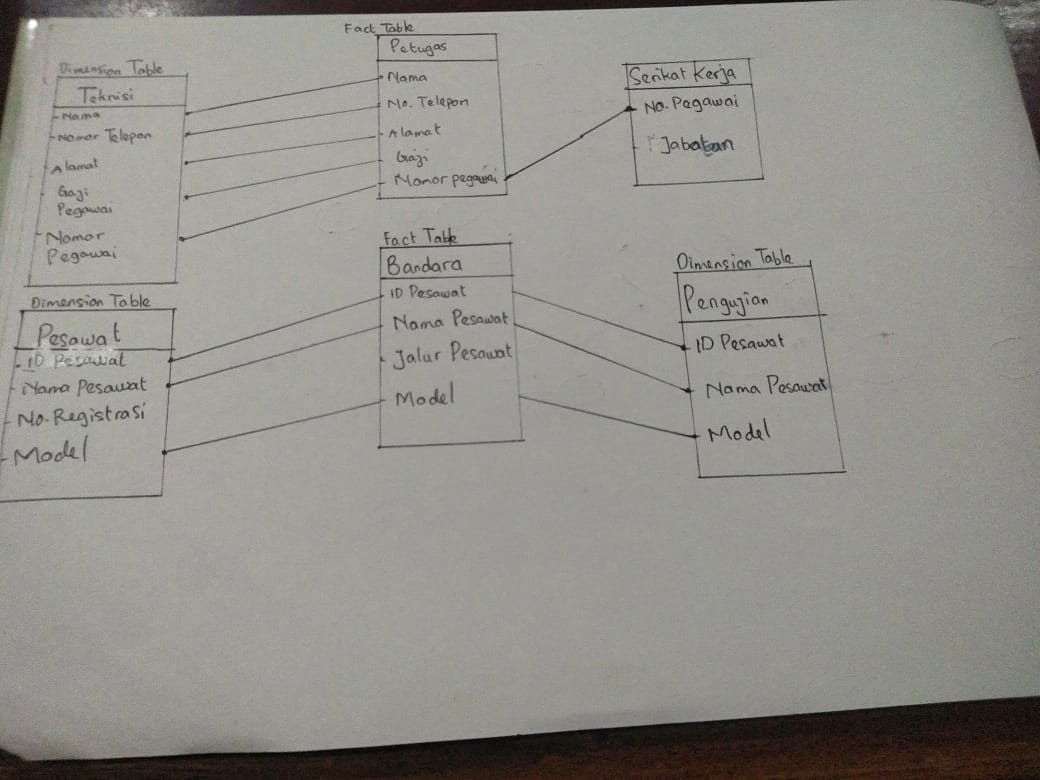 Fact Table
Petugas
Nama
No. Telepon
Alamat
Gaji
Nomor pegawai
Dimension Table
Teknisi
Nama
Nomor Telepon
Alamat
Gaji
Pegawai
Nomor
Pegawai
Serikat Kerja
No. Pegawai
Jabatan
Dimension Table
Pesawat
ID Pesawat
Nama Pesawat
No. Registrasi
Model
Fact Table
Bandara
ID Pesawat
Nama Pesawat
Jalur Pesawat
Model
Dimension Table
Pengujian
ID Pesawat
Nama Pesawat
Model